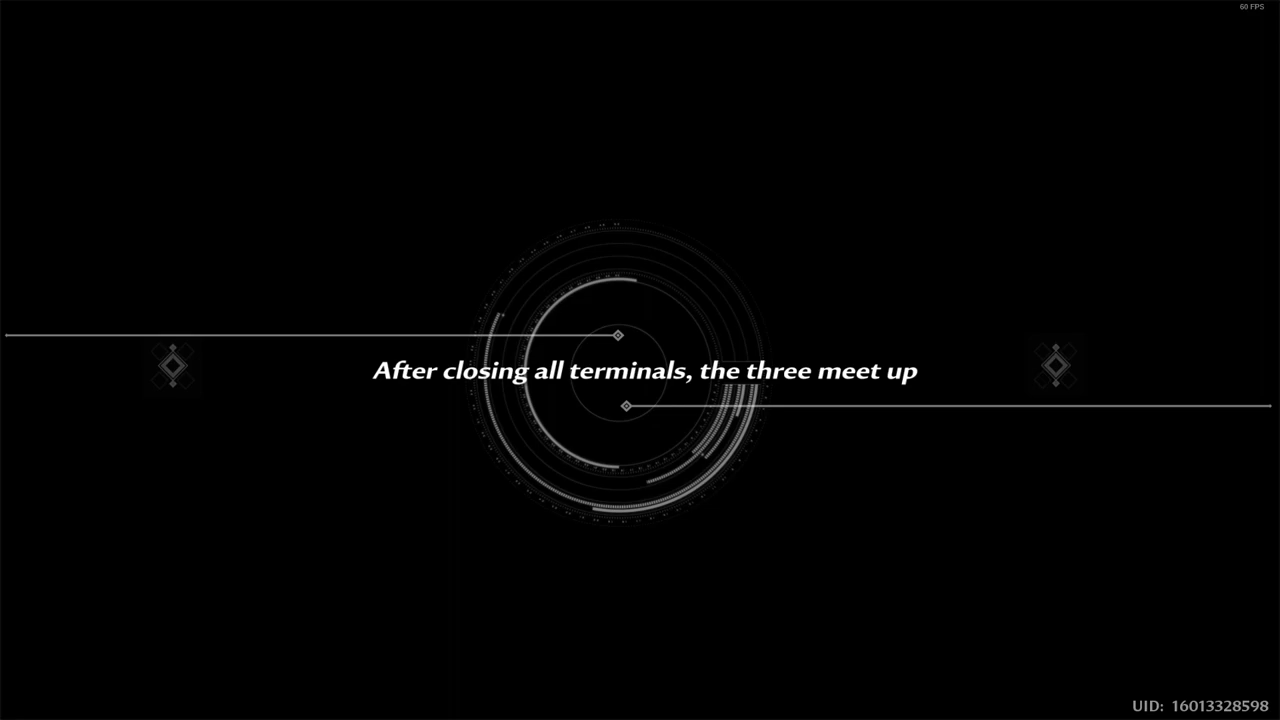 60 FPS
After closing all terminals, the three meet up
UID: 16013328598